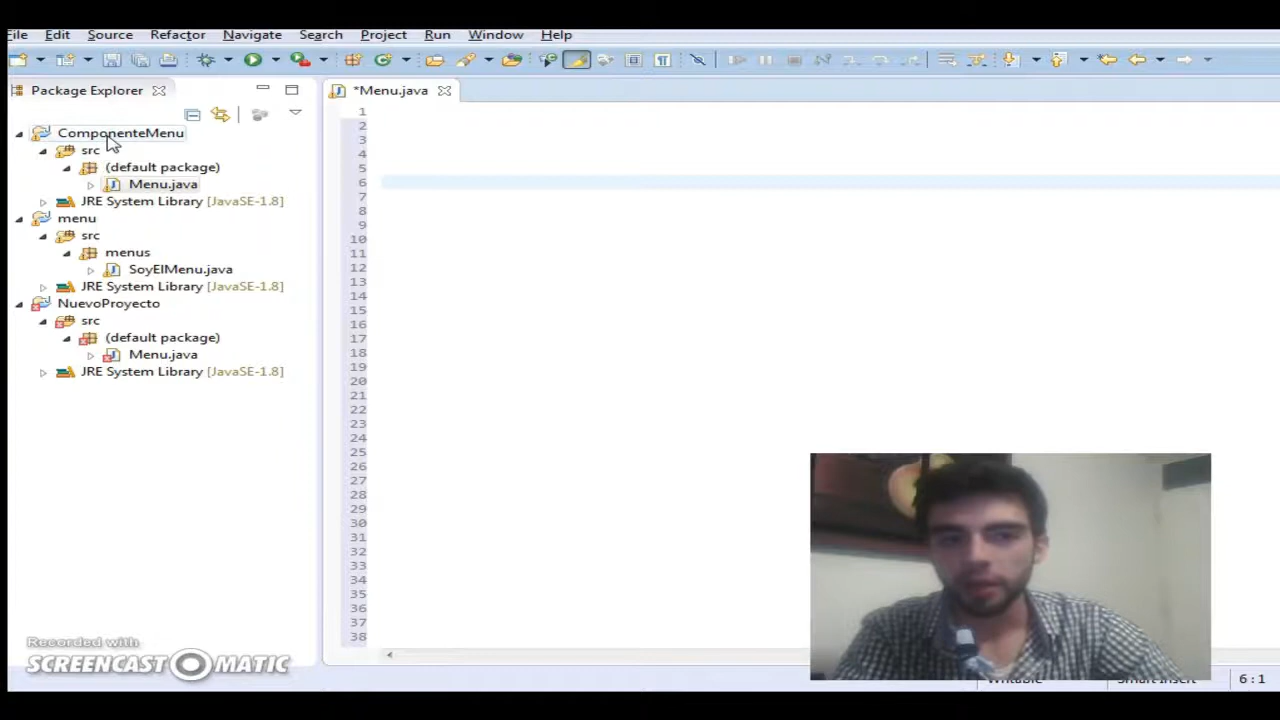 File Edit Source Refactor Navigate Search Project Run Window Help
Package Explorer
*Menu.java
ComponenteMenu
src
(default package)
Menu.java
JRE System Library [JavaSE-1.8]
menu
src
menus
SoyElMenu.java
JRE System Library [JavaSE-1.8]
NuevoProyecto
src
(default package)
Menu.java
JRE System Library [JavaSE-1.8]
1
2
3
4
5
6
7
8
9
10
11
12
13
14
15
16
17
18
19
20
21
22
23
24
25
26
27
28
29
30
31
32
33
34
35
36
37
38
Recorded with
SCREENCAST O MATIC
Writable Smart Insert 6 : 1